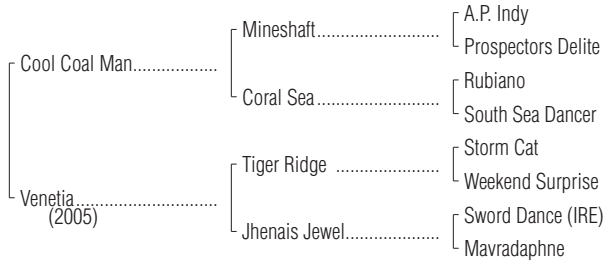 A.P. Indy
Mineshaft
Prospectors Delite
Cool Coal Man
Rubiano
Coral Sea
South Sea Dancer
Storm Cat
Tiger Ridge
Weekend Surprise
Venetia
(2005)
Sword Dance (IRE)
Jhenais Jewel
Mavradaphne